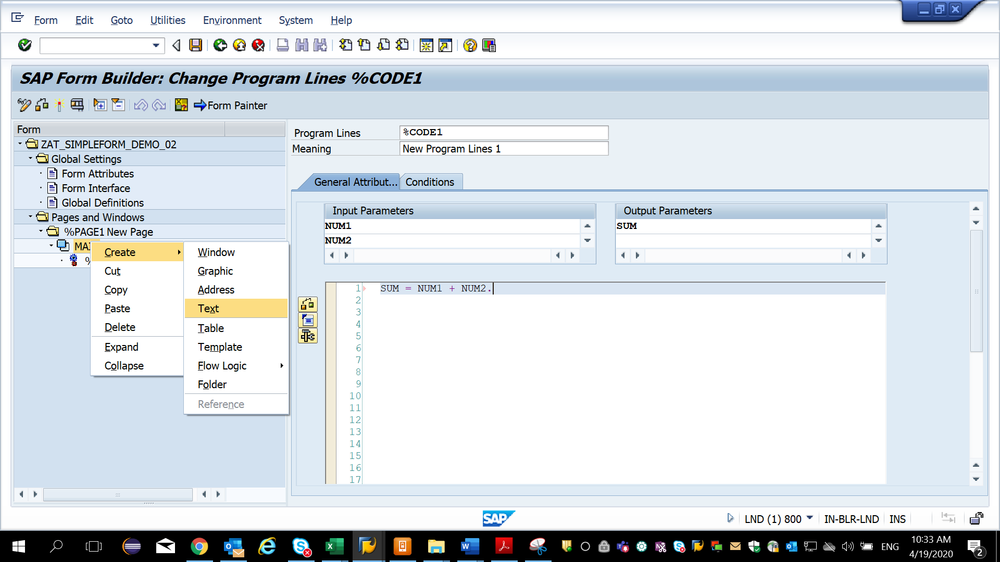 Form Edit Goto Utilities Environment System Help
SAP Form Builder: Change Program Lines %CODE1
Form Painter
Form
ZAT_SIMPLEFORM_DEMO_02
Global Settings
Form Attributes
Form Interface
Global Definitions
Pages and Windows
%PAGE1 New Page
MAI
%
Create
Cut
Copy
Paste
Delete
Expand
Collapse
Window
Graphic
Address
Text
Table
Template
Flow Logic
Folder
Reference
Program Lines %CODE1
Meaning New Program Lines 1
General Attribut... Conditions
Input Parameters
NUM1
NUM2
Output Parameters
SUM
1 SUM = NUM1 + NUM2.
2
3
4
5
6
7
8
9
10
11
12
13
14
15
16
17
SAP
LND (1) 800 IN-BLR-LND INS
ENG
10:33 AM
4/19/2020
2